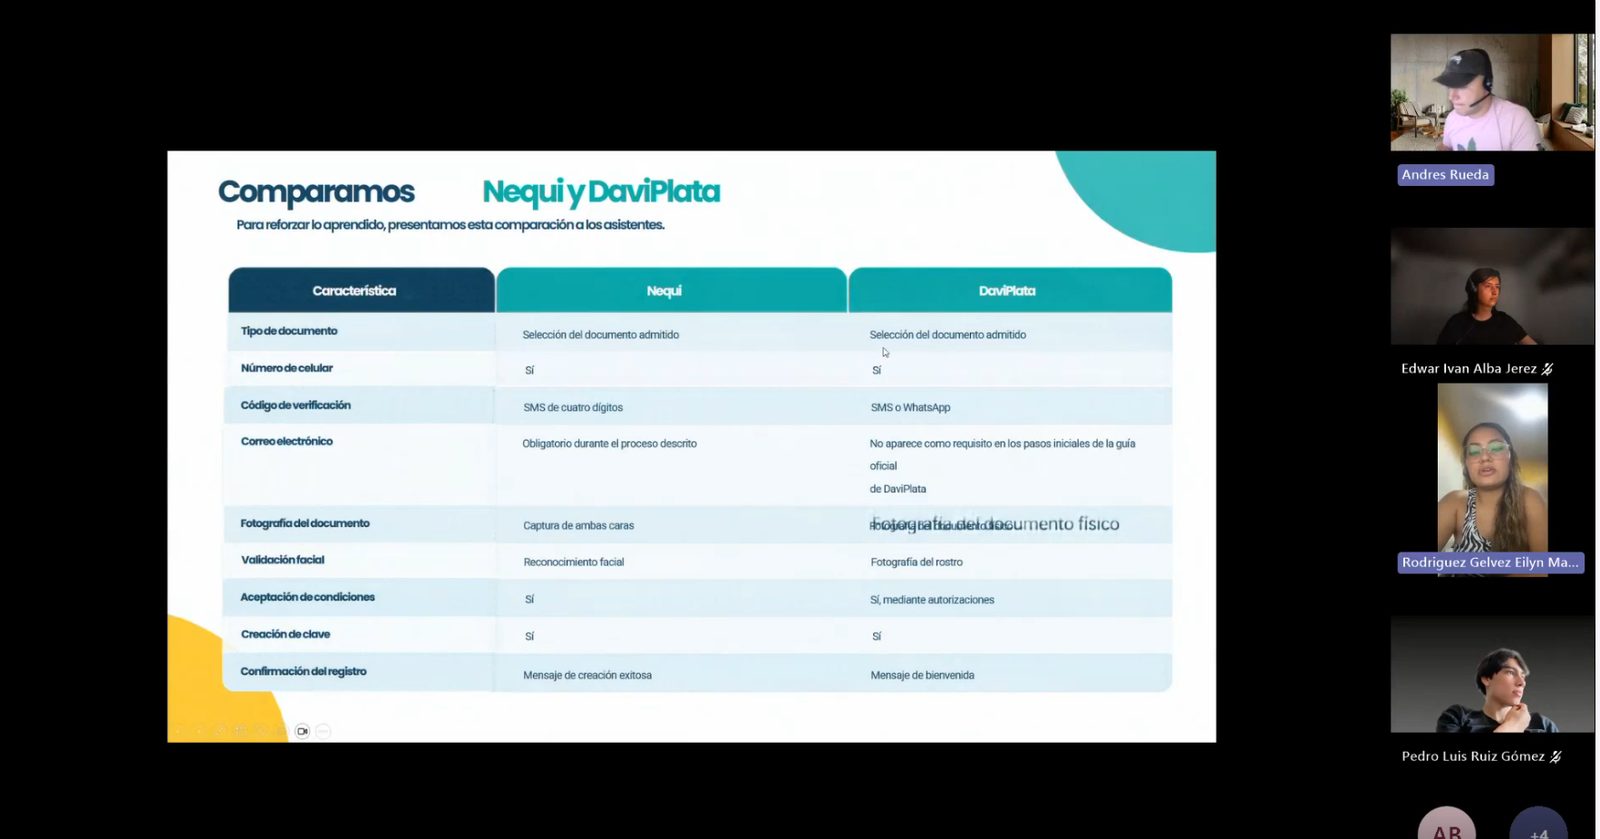 Comparamos Nequi y DaviPlata
Para reforzar lo aprendido, presentamos esta comparación a los asistentes.
Característica Nequi DaviPlata
Tipo de documento Selección del documento admitido Selección del documento admitido
Número de celular Sí Sí
Código de verificación SMS de cuatro dígitos SMS o WhatsApp
Correo electrónico Obligatorio durante el proceso descrito No aparece como requisito en los pasos iniciales de la guía
oficial
de DaviPlata
Fotografía del documento Captura de ambas caras Fotografía del documento físico
Validación facial Reconocimiento facial Fotografía del rostro
Aceptación de condiciones Sí Sí, mediante autorizaciones
Creación de clave Sí Sí
Confirmación del registro Mensaje de creación exitosa Mensaje de bienvenida
Andres Rueda
Edwar Ivan Alba Jerez
Rodriguez Gelvez Eilyn Ma...
Pedro Luis Ruiz Gómez
AR
+4